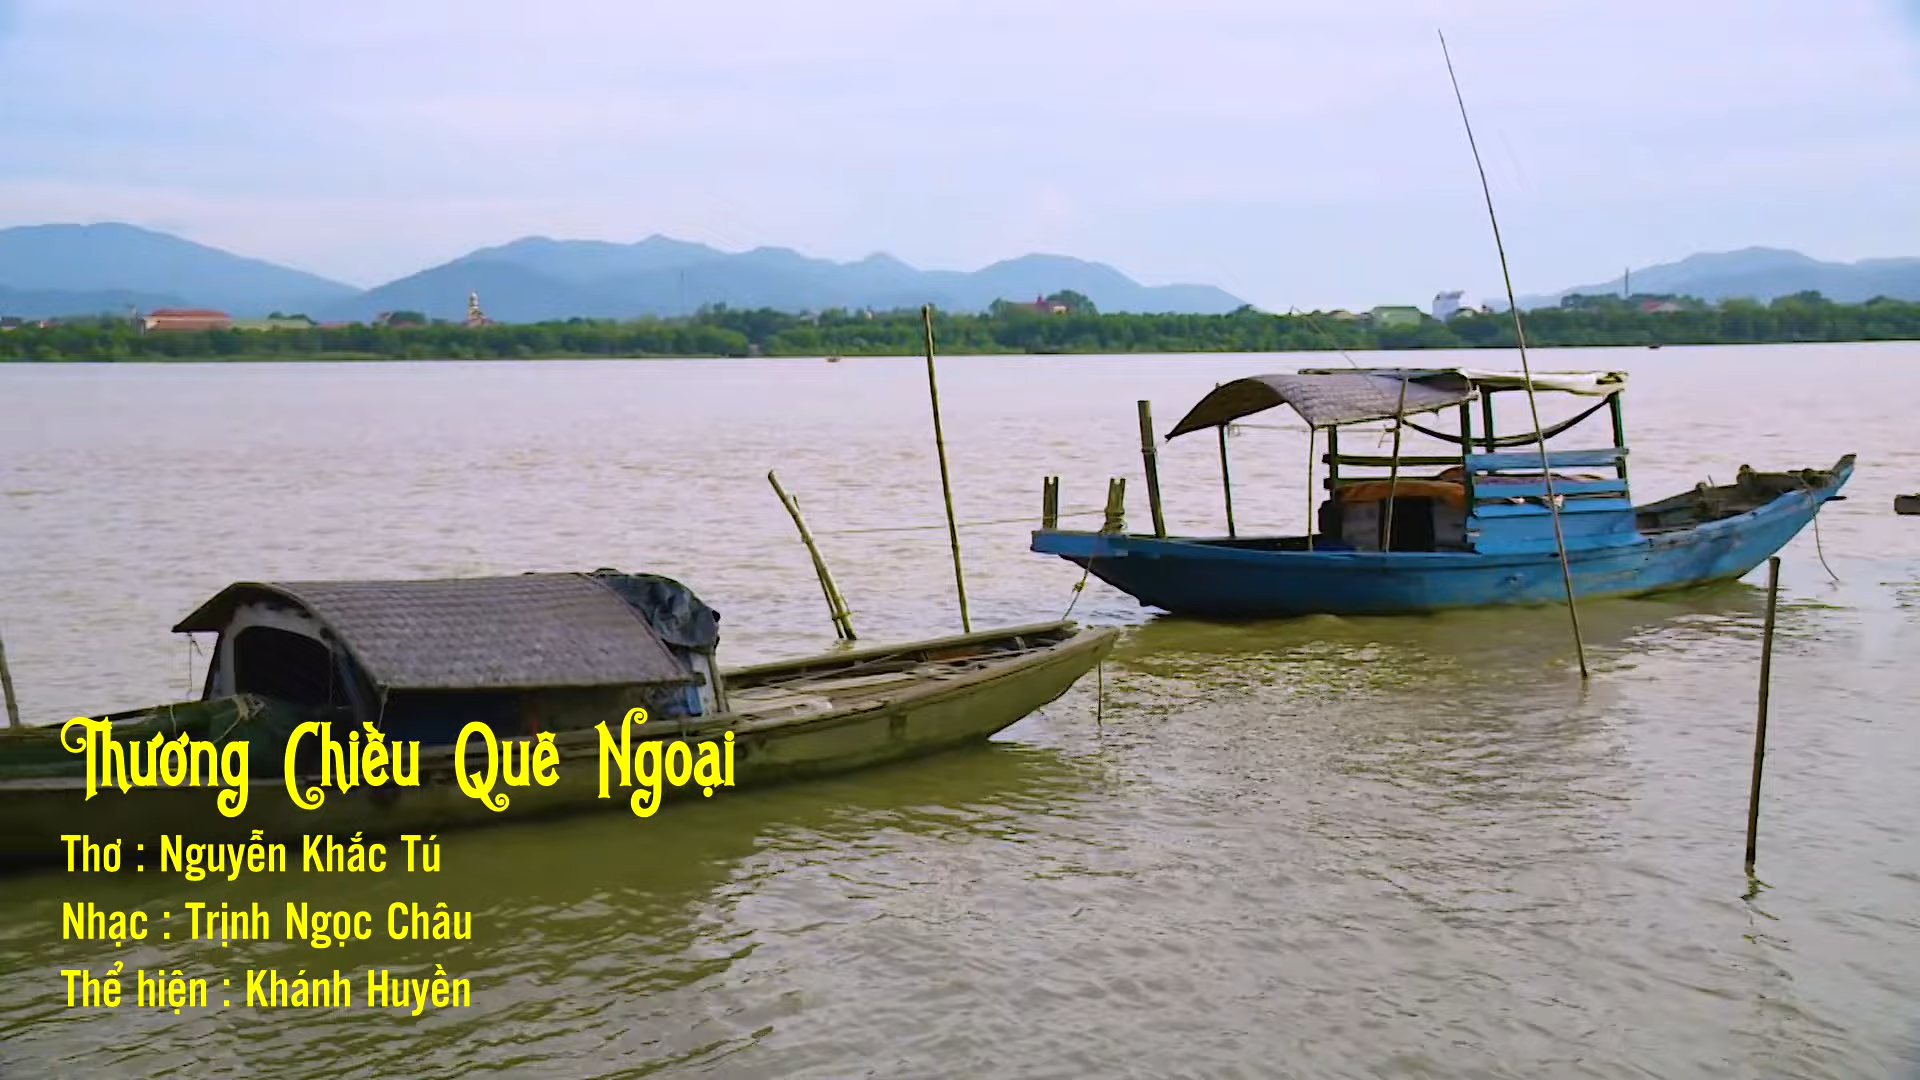 Thương Chiều Quê Ngoại
Thơ : Nguyễn Khắc Tú
Nhạc : Trịnh Ngọc Châu
Thể hiện : Khánh Huyền